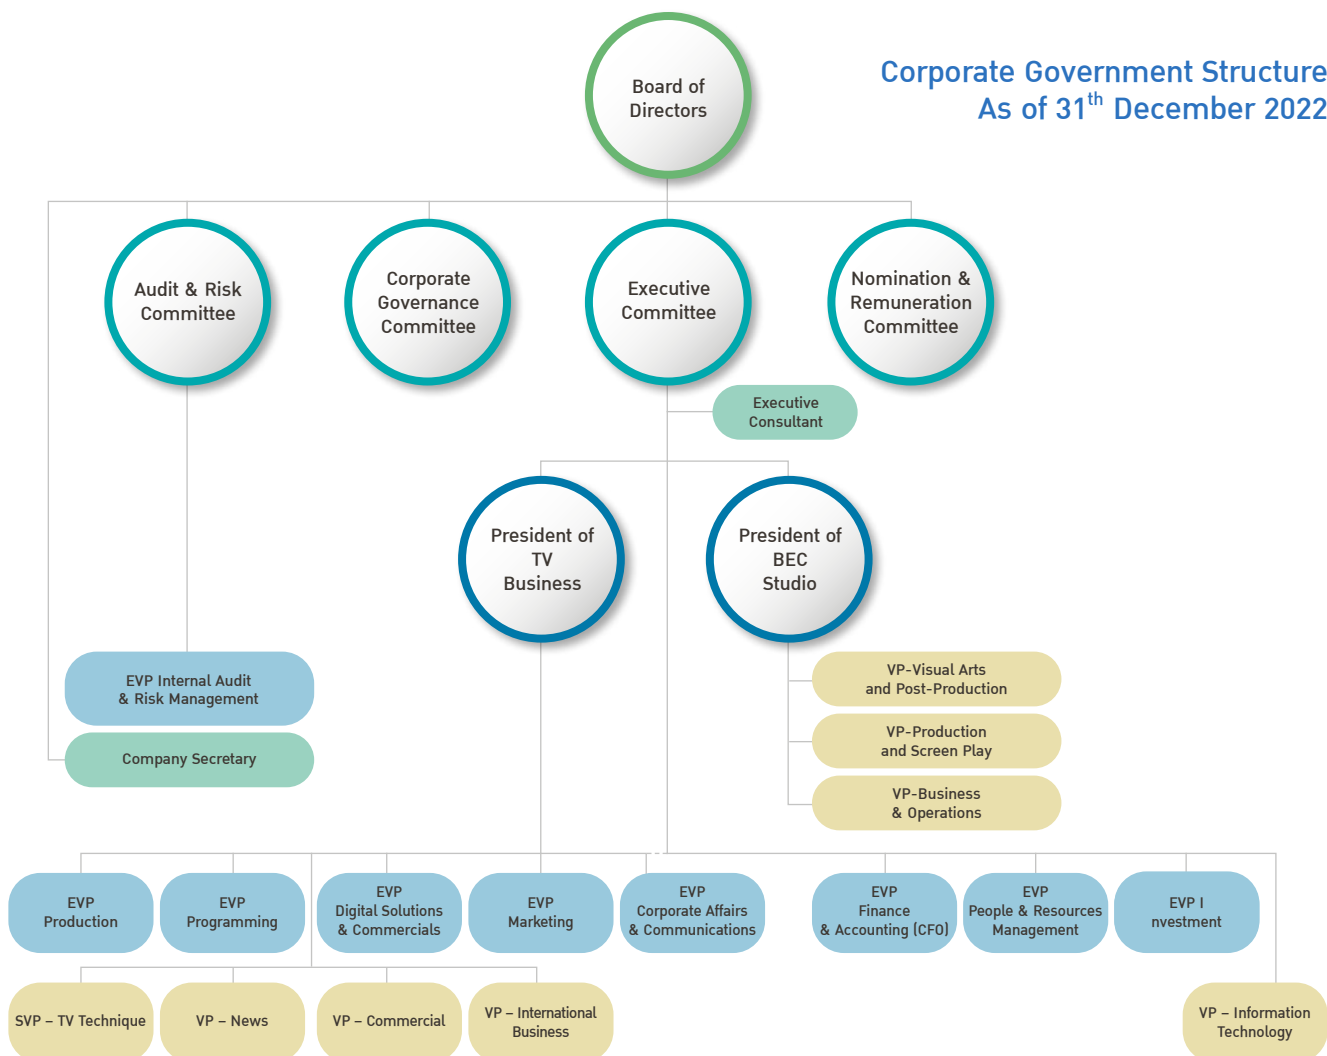 Board of
Directors
Corporate Government Structure
As of 31th December 2022
Audit & Risk
Committee
Corporate
Governance
Committee
Executive
Committee
Nomination &
Remuneration
Committee
Executive
Consultant
President of
TV
Business
President of
BEC
Studio
EVP Internal Audit
& Risk Management
Company Secretary
VP-Visual Arts
and Post-Production
VP-Production
and Screen Play
VP-Business
& Operations
EVP
Production
EVP
Programming
EVP
Digital Solutions
& Commercials
EVP
Marketing
EVP
Corporate Affairs
& Communications
EVP
Finance
& Accounting (CFO)
EVP
People & Resources
Management
EVP I
nvestment
SVP – TV Technique
VP – News
VP – Commercial
VP – International
Business
VP – Information
Technology